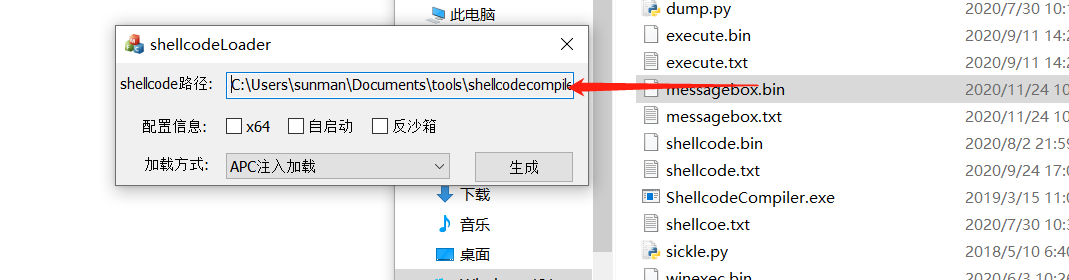 此电脑
shellcodeLoader
shellcode路径:
C:\Users\sunman\Documents\tools\shellcodecompile
配置信息:
x64
自启动
反沙箱
加载方式:
APC注入加载
生成
下载
音乐
桌面
dump.py
2020/7/30 10:1
execute.bin
2020/9/11 14:2
execute.txt
2020/9/11 14:2
messagebox.bin
2020/11/24 10
messagebox.txt
2020/11/24 10
shellcode.bin
2020/8/2 21:59
shellcode.txt
2020/9/24 17:0
ShellcodeCompiler.exe
2019/3/15 11:0
shellcoe.txt
2020/7/30 10:3
sickle.py
2018/5/10 6:40
winexec.bin
2020/6/3 10:26